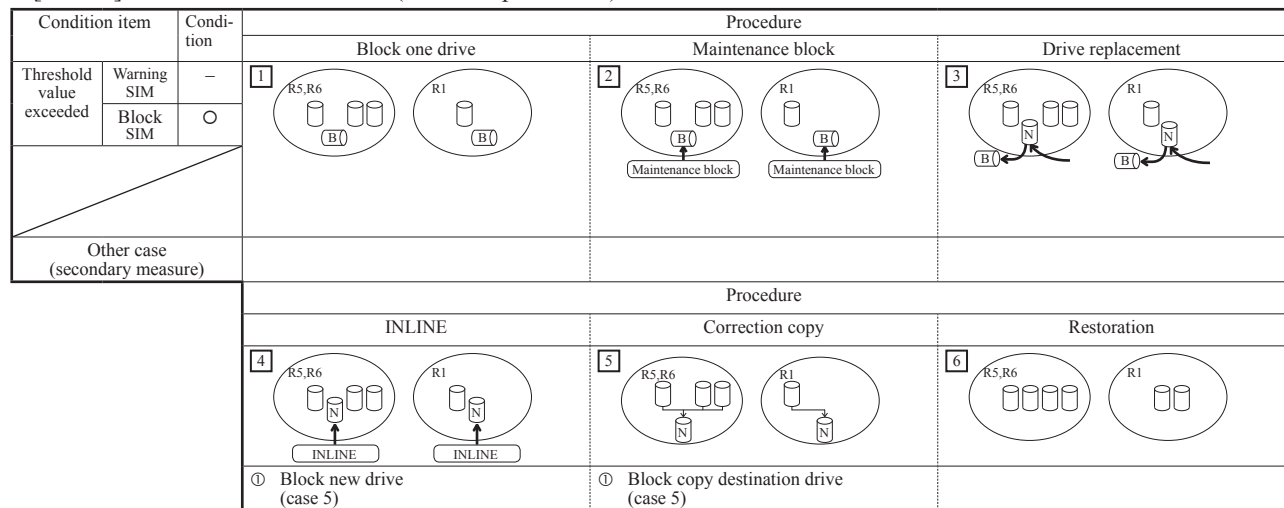 Condition item
Condi-
tion
Procedure
Block one drive
Maintenance block
Drive replacement
Threshold
value
exceeded
Warning
SIM
–
Block
SIM
○
1
R5,R6
B
R1
B
2
R5,R6
B
Maintenance block
R1
B
Maintenance block
3
R5,R6
N
B
R1
N
B
Other case
(secondary measure)
Procedure
INLINE
Correction copy
Restoration
4
R5,R6
N
INLINE
R1
N
INLINE
5
R5,R6
N
R1
N
6
R5,R6
R1
① Block new drive
(case 5)
① Block copy destination drive
(case 5)